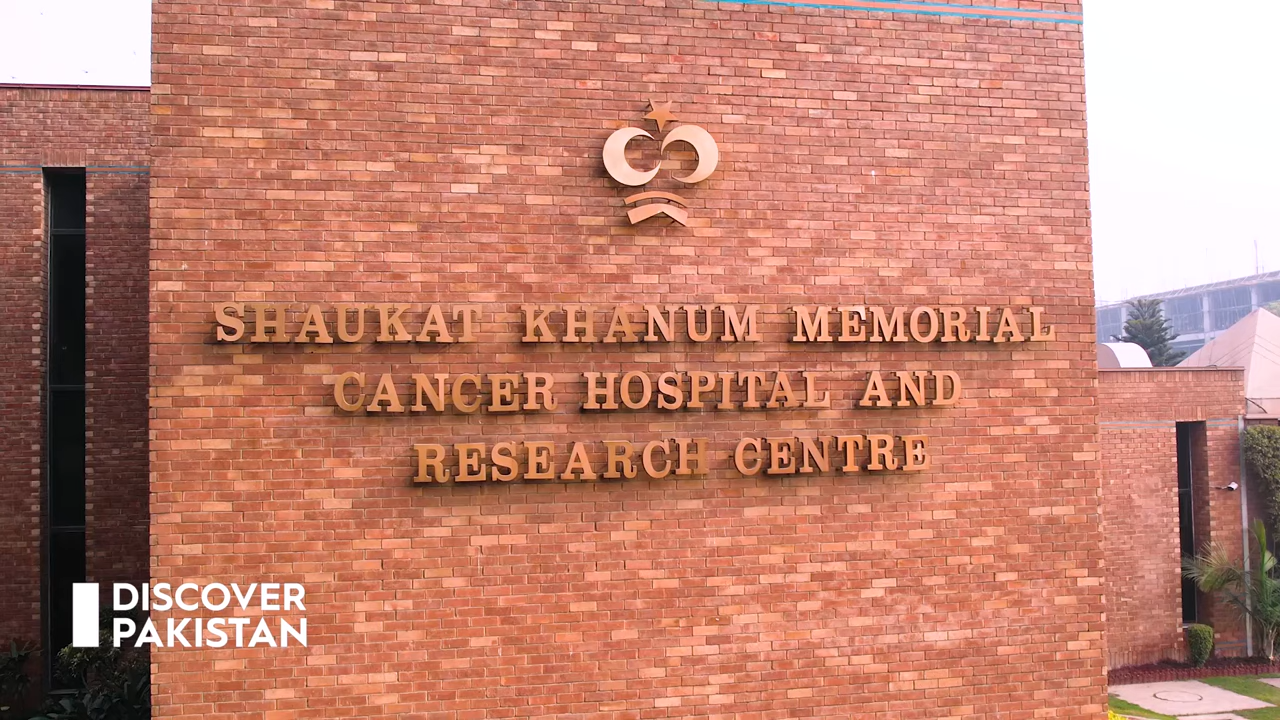 SHAUKAT KHANUM MEMORIAL
CANCER HOSPITAL AND
RESEARCH CENTRE
DISCOVER
PAKISTAN